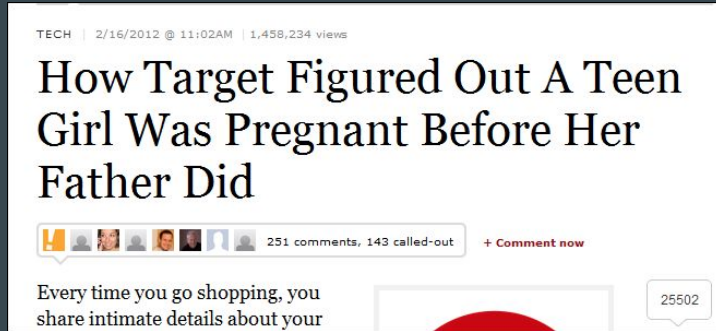 TECH | 2/16/2012 @ 11:02AM | 1,458,234 views
How Target Figured Out A Teen
Girl Was Pregnant Before Her
Father Did
251 comments, 143 called-out + Comment now
Every time you go shopping, you
share intimate details about your
25502